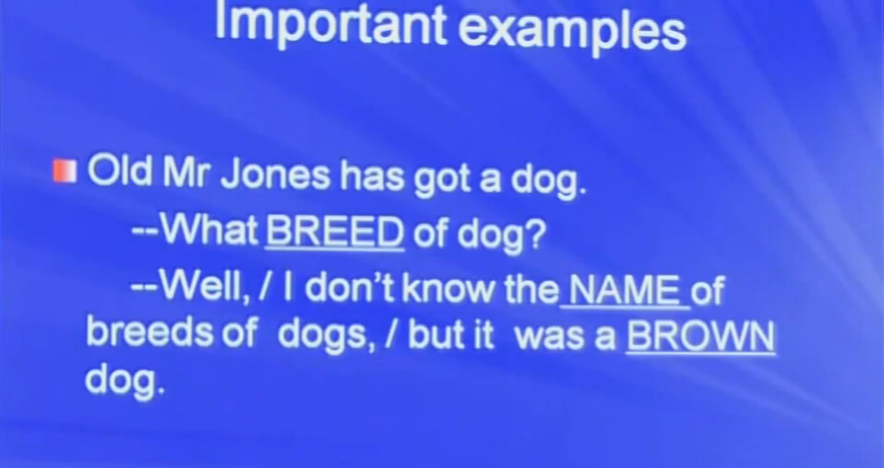 Important examples
Old Mr Jones has got a dog.
--What BREED of dog?
--Well, / I don't know the NAME of
breeds of  dogs, / but it  was a BROWN
dog.